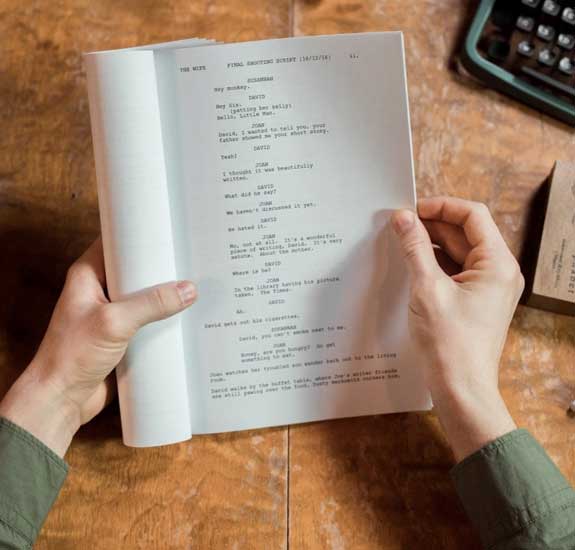 THE WIFE FINAL SHOOTING SCRIPT (10/12/16) 11.
SUSANNAH
Hey monkey.
DAVID
Hey Sis.
(patting her belly)
Hello, Little Man.
JOAN
David, I wanted to tell you, your
father showed me your short story.
DAVID
Yeah?
JOAN
I thought it was beautifully
written.
DAVID
What did he say?
JOAN
We haven't discussed it yet.
DAVID
He hated it.
JOAN
No, not at all. It's a wonderful
piece of writing, David. It's very
mature. About the mother.
DAVID
Where is he?
JOAN
In the library having his picture
taken. The Times.
DAVID
Ah.
David gets out his cigarettes.
SUSANNAH
David, you can't smoke next to me.
JOAN
Honey, are you hungry? Go get
something to eat.
Joan watches her troubled son wander back out to the living
room.
David walks by the buffet table, where Joe's writer friends
are still pawing over the food. Dusty Berkowitz corners him.